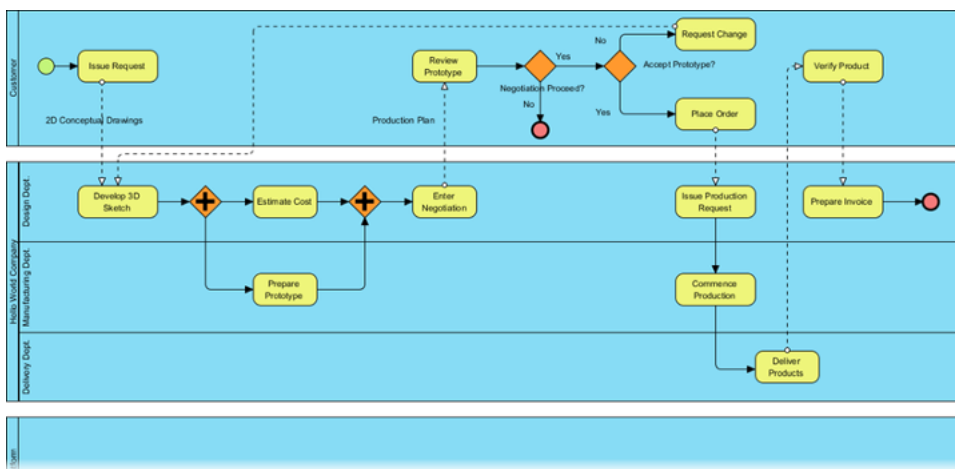 Customer
Issue Request
2D Conceptual Drawings
Review
Prototype
Production Plan
Negotiation Proceed?
Yes
No
No
Yes
Accept Prototype?
Request Change
Place Order
Verify Product
Hello World Company
Design Dept.
Develop 3D
Sketch
Estimate Cost
Enter
Negotiation
Issue Production
Request
Prepare Invoice
Manufacturing Dept.
Prepare
Prototype
Commence
Production
Delivery Dept.
Deliver
Products